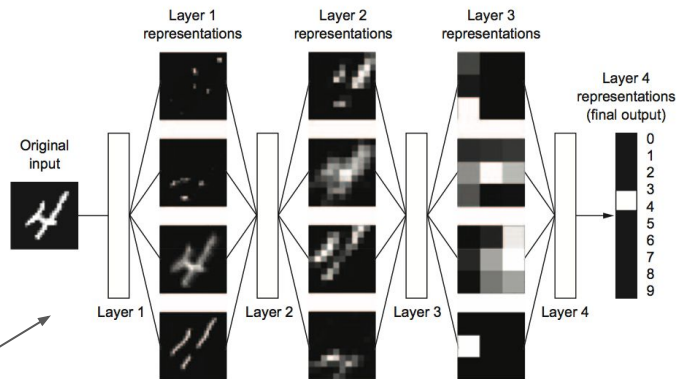 Layer 1
representations
Layer 2
representations
Layer 3
representations
Layer 4
representations
(final output)
Original
input
0
1
2
3
4
5
6
7
8
9
Layer 1
Layer 2
Layer 3
Layer 4